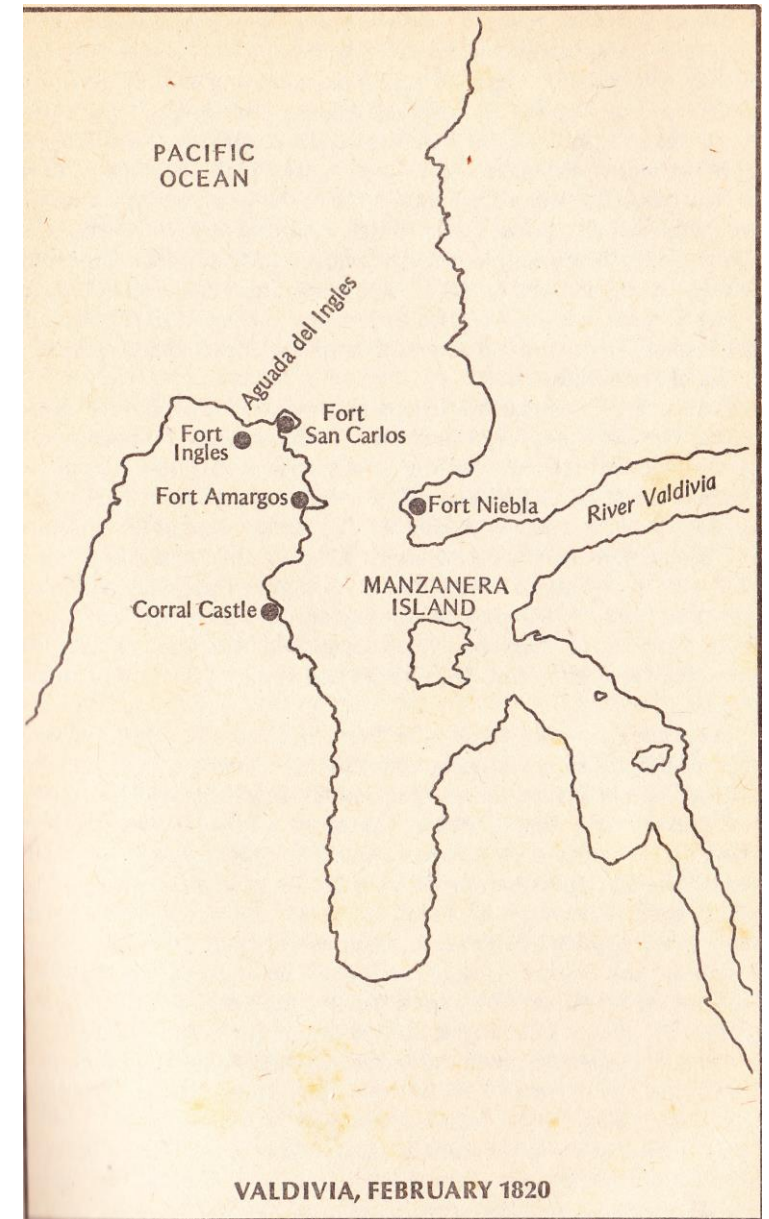 PACIFIC
OCEAN
Aguada del Ingles
Fort
San Carlos
Fort
Ingles
Fort Amargos
Fort Niebla
River Valdivia
MANZANERA
ISLAND
Corral Castle
VALDIVIA, FEBRUARY 1820